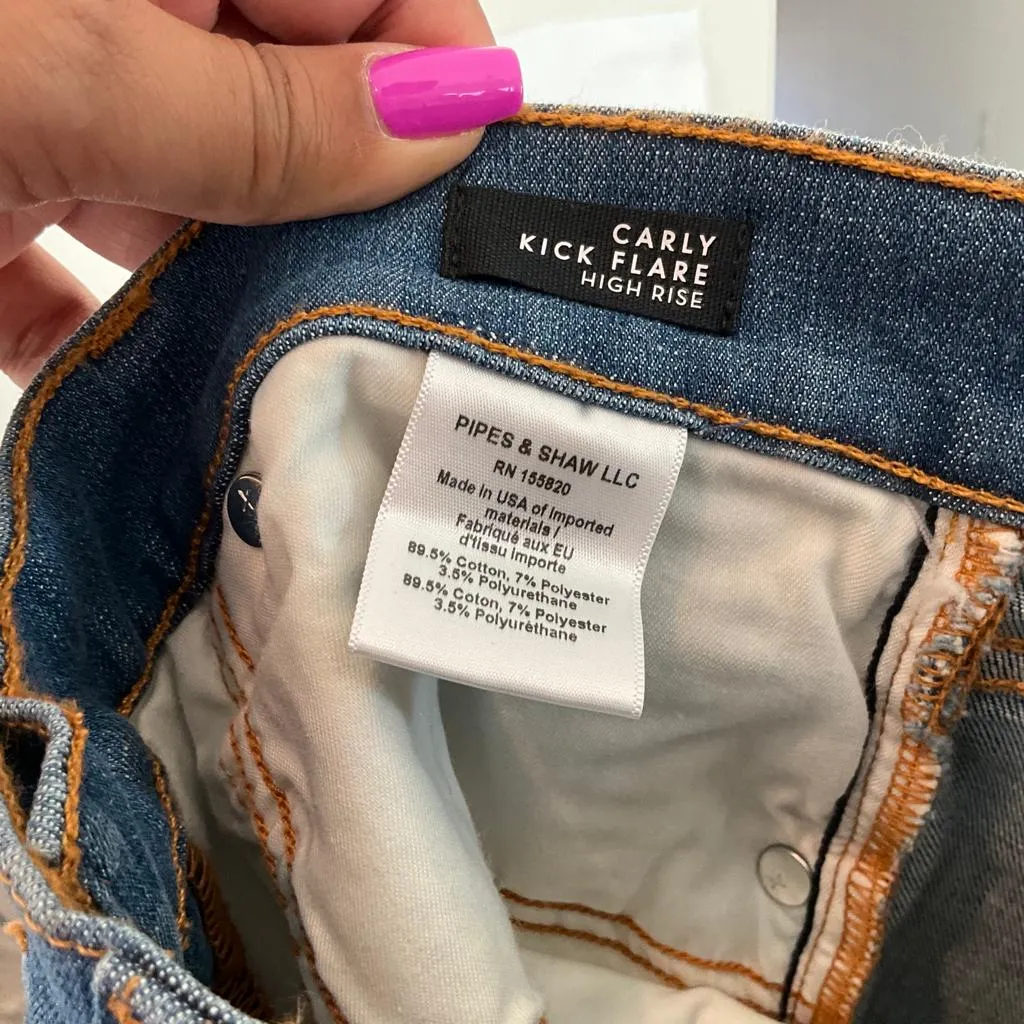 CARLY
KICK FLARE
HIGH RISE
PIPES & SHAW LLC
RN 155820
Made in USA of imported
materials /
Fabriqué aux EU
d'tissu importe
89.5% Cotton, 7% Polyester
3.5% Polyurethane
89.5% Coton, 7% Polyester
3.5% Polyuréthane